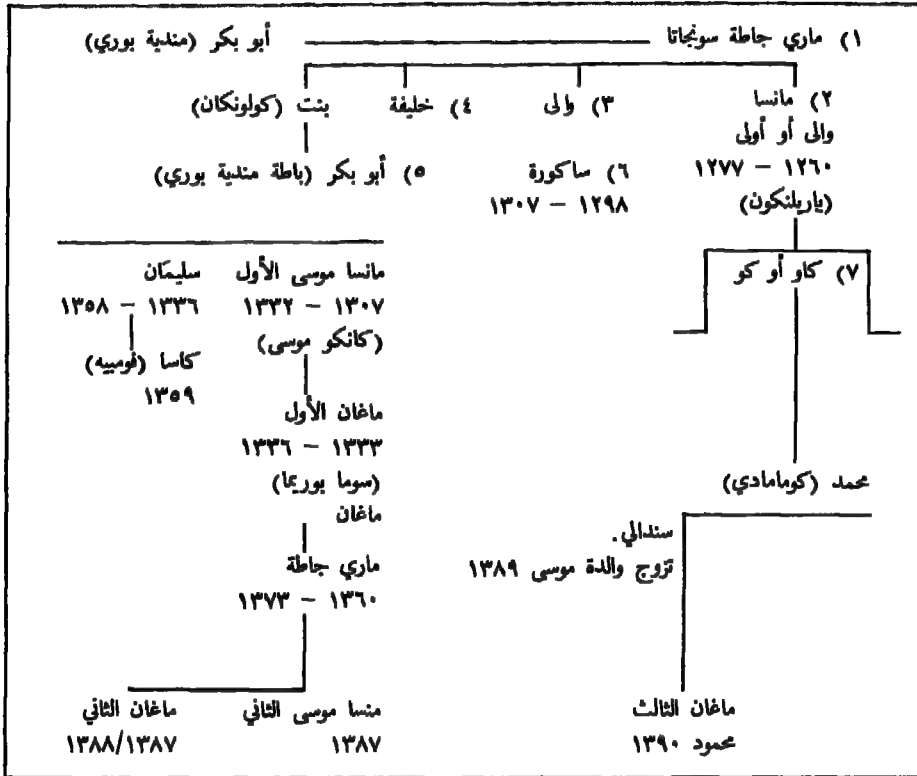 ١) ماري جاطة سونجاتا أبو بكر (مندية بوري)
٢) مانسا ٣) والى ٤) خليفة بنت (كولونكان)
والى أو أولى
١٢٦٠ – ١٢٧٧
(ياريلنكون)
٦) ساكورة ٥) أبو بكر (باطة مندية بوري)
١٢٩٨ – ١٣٠٧
٧) كاو أو كو
مانسا موسى الأول سليمان
١٣٠٧ – ١٣٣٢ ١٣٣٦ – ١٣٥٨
(كانكو موسى)
كاسا (فومبيه)
١٣٥٩
ماغان الأول
١٣٣٣ – ١٣٣٦
(سوما بوريما)
ماغان
محمد (كومامادي)
سندالي.
تزوج والدة موسى ١٣٨٩
ماري جاطة
١٣٦٠ – ١٣٧٣
ماغان الثالث منسا موسى الثاني ماغان الثاني
محمود ١٣٩٠ ١٣٨٧ ١٣٨٨/١٣٨٧